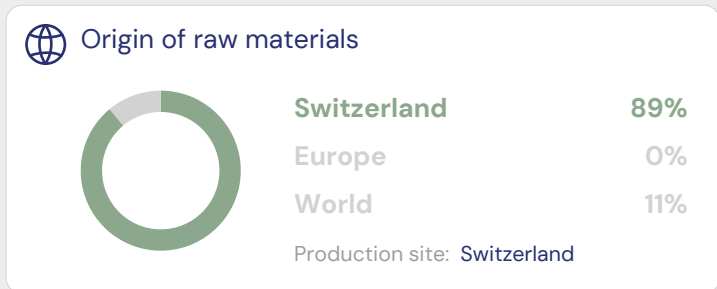 Origin of raw materials
Switzerland 89%
Europe 0%
World 11%
Production site: Switzerland